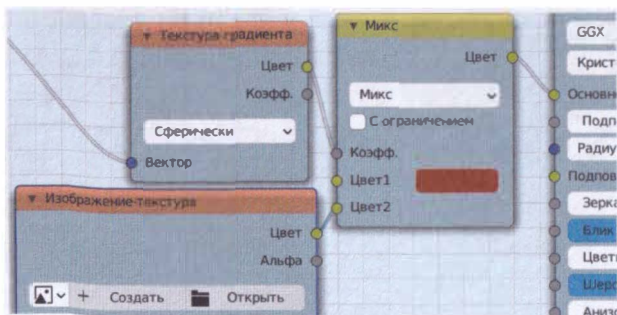 Текстура градиента
Цвет
Коэфф.
Сферически
Вектор
Изображение-текстура
Цвет
Альфа
Создать
Открыть
Микс
Цвет
Микс
С ограничением
Коэфф.
Цвет1
Цвет2
GGX
Крист
Основн
Подп
Радиу
Подпов
Зерка
Блик
Цвет
Шерс
Анизо